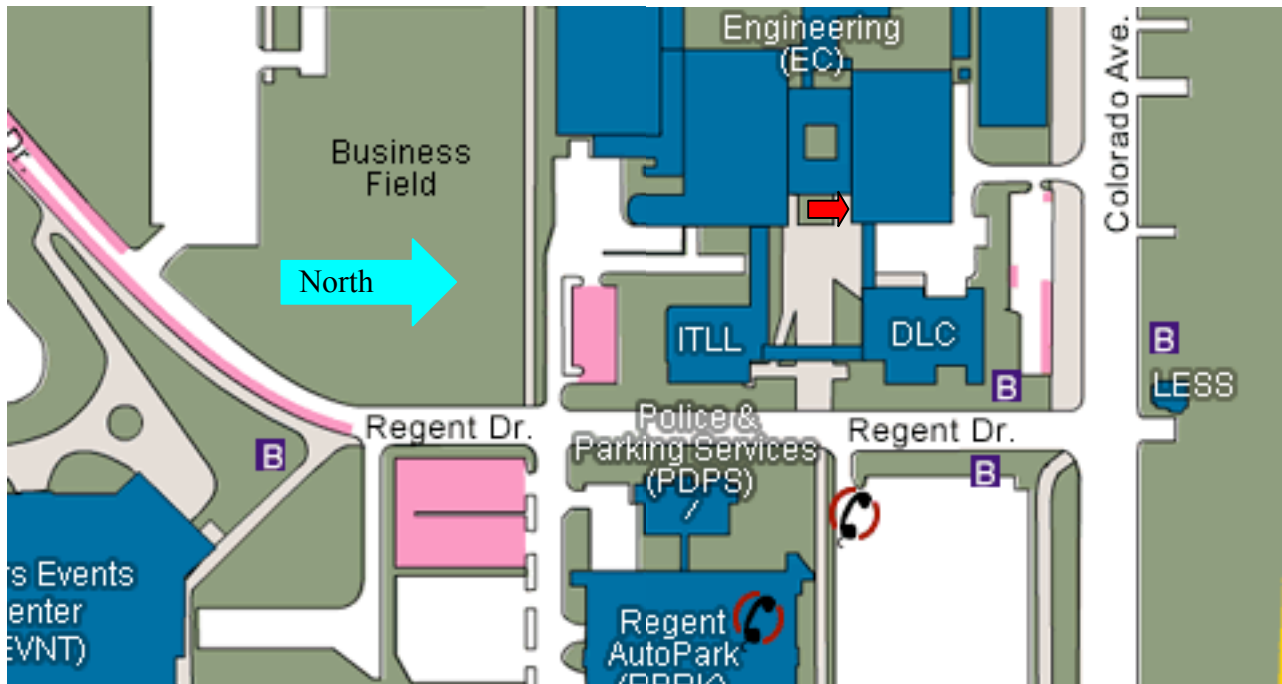 Engineering
(EC)
Colorado Ave.
Dr.
Business
Field
North
ITLL
DLC
B
LESS
B
Regent Dr.
Police &
Parking Services
(PDPS)
Regent Dr.
B
B
rs Events
enter
EVNT)
Regent
AutoPark